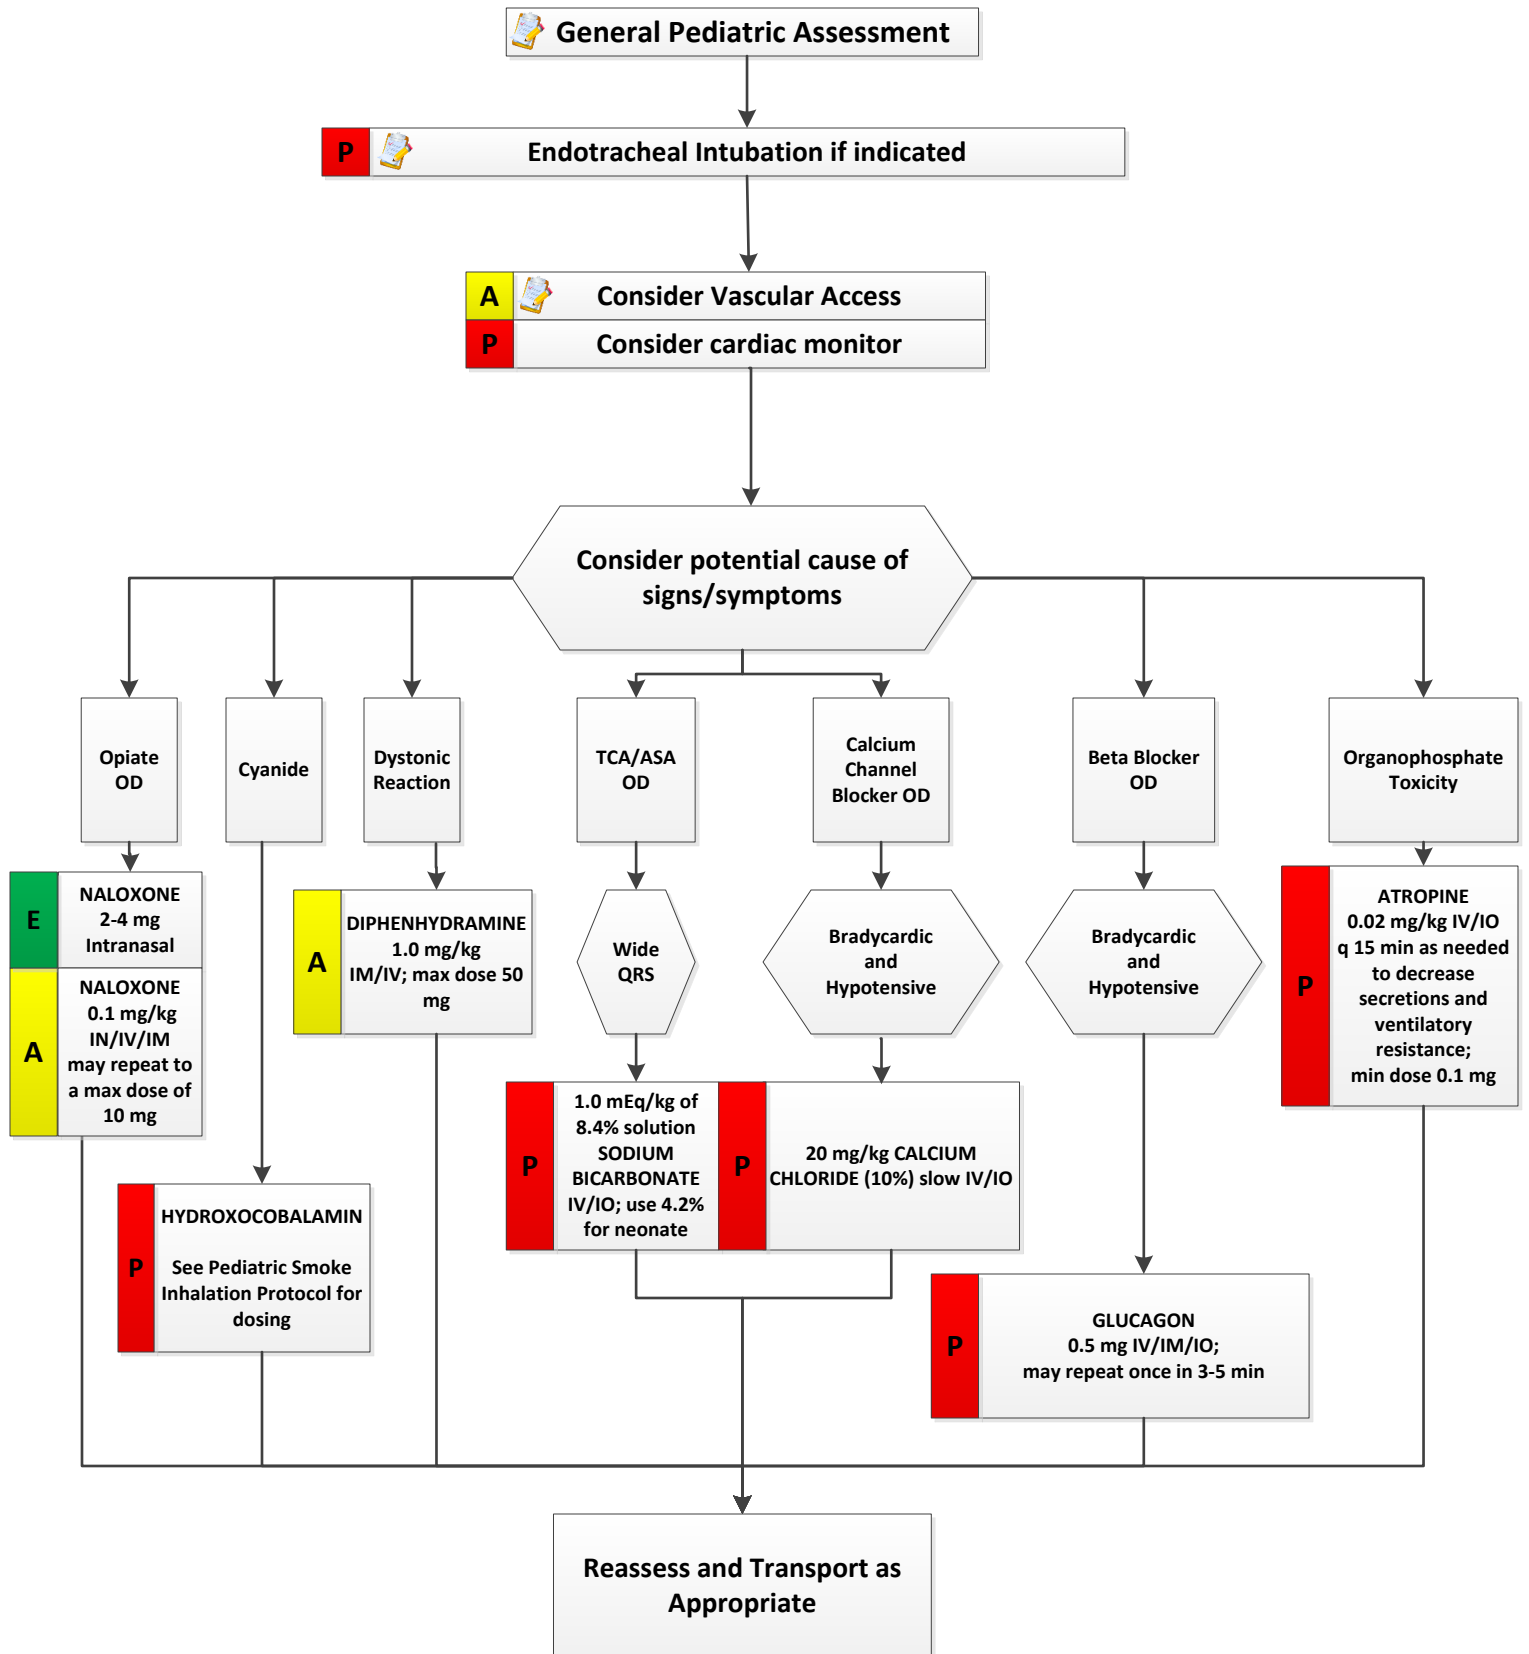 General Pediatric Assessment
P
Endotracheal Intubation if indicated
A
Consider Vascular Access
P
Consider cardiac monitor
Consider potential cause of
signs/symptoms
Opiate
OD
Cyanide
Dystonic
Reaction
TCA/ASA
OD
Calcium
Channel
Blocker OD
Beta Blocker
OD
Organophosphate
Toxicity
E
NALOXONE
2-4 mg
Intranasal
A
NALOXONE
0.1 mg/kg
IN/IV/IM
may repeat to
a max dose of
10 mg
P
HYDROXOCOBALAMIN
See Pediatric Smoke
Inhalation Protocol for
dosing
A
DIPHENHYDRAMINE
1.0 mg/kg
IM/IV; max dose 50
mg
Wide
QRS
P
1.0 mEq/kg of
8.4% solution
SODIUM
BICARBONATE
IV/IO; use 4.2%
for neonate
Bradycardic
and
Hypotensive
P
20 mg/kg CALCIUM
CHLORIDE (10%) slow IV/IO
Bradycardic
and
Hypotensive
P
GLUCAGON
0.5 mg IV/IM/IO;
may repeat once in 3-5 min
P
ATROPINE
0.02 mg/kg IV/IO
q 15 min as needed
to decrease
secretions and
ventilatory
resistance;
min dose 0.1 mg
Reassess and Transport as
Appropriate